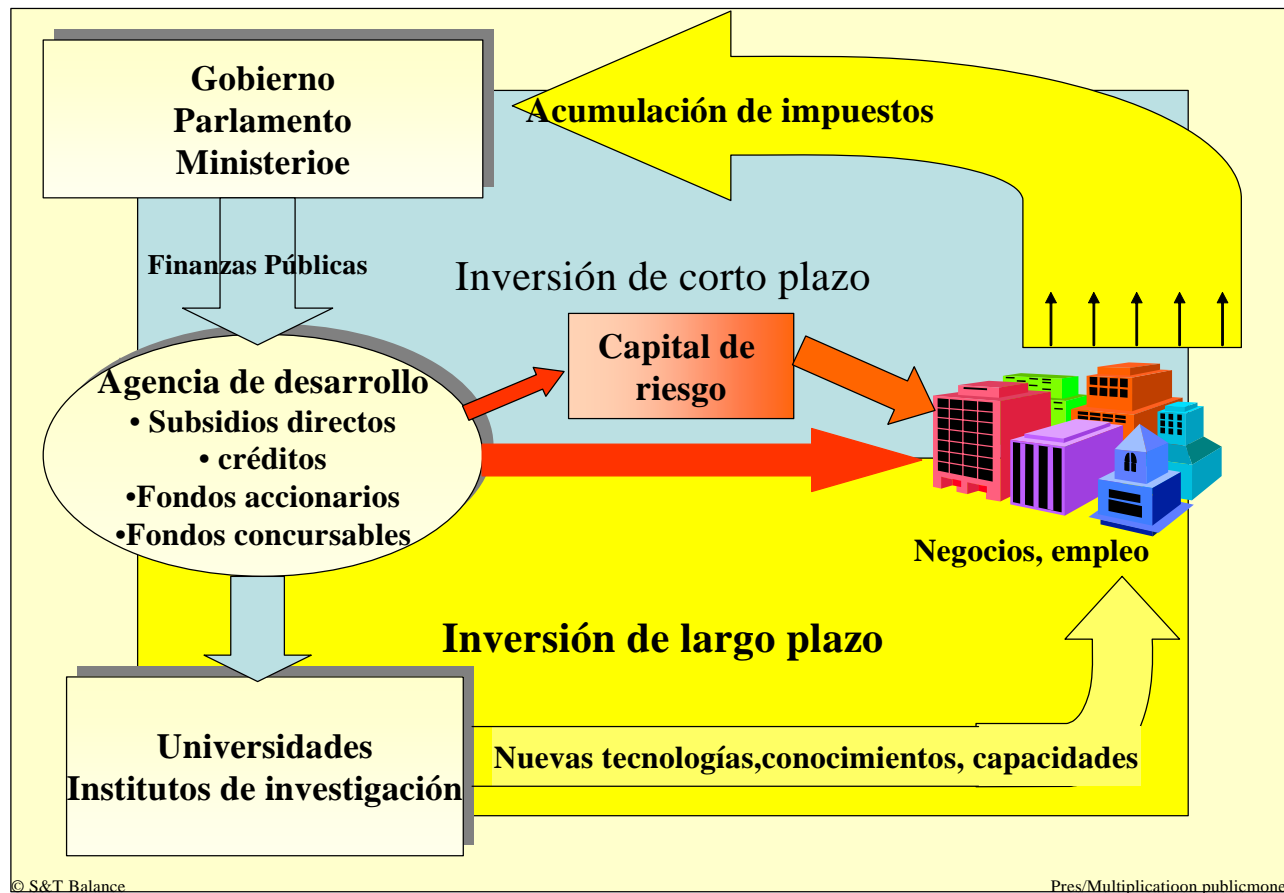 Gobierno
Parlamento
Ministerioe
Acumulación de impuestos
Finanzas Públicas
Inversión de corto plazo
Capital de
riesgo
Agencia de desarrollo
• Subsidios directos
• créditos
•Fondos accionarios
•Fondos concursables
Negocios, empleo
Inversión de largo plazo
Universidades
Institutos de investigación
Nuevas tecnologías,conocimientos, capacidades
© S&T Balance
Pres/Multiplicatioon publicmone